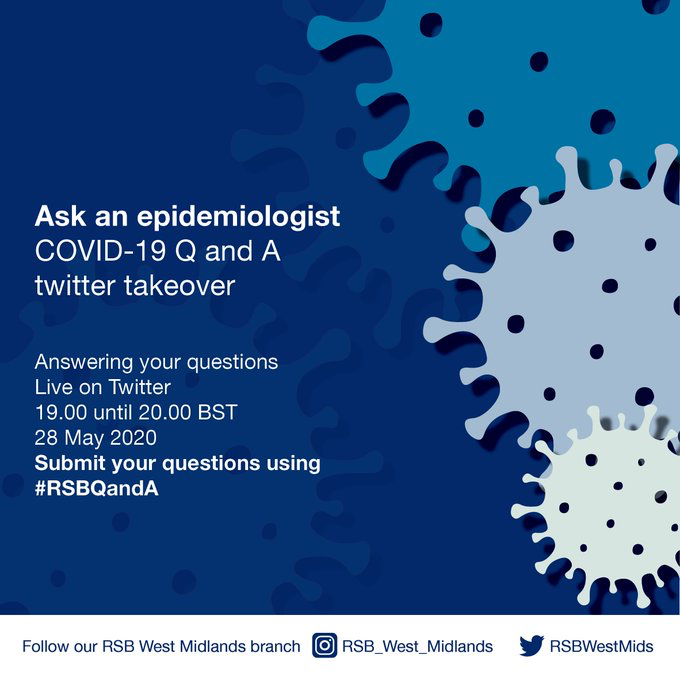 Ask an epidemiologist
COVID-19 Q and A
twitter takeover
Answering your questions
Live on Twitter
19.00 until 20.00 BST
28 May 2020
Submit your questions using
#RSBQandA
Follow our RSB West Midlands branch RSB_West_Midlands RSBWestMids